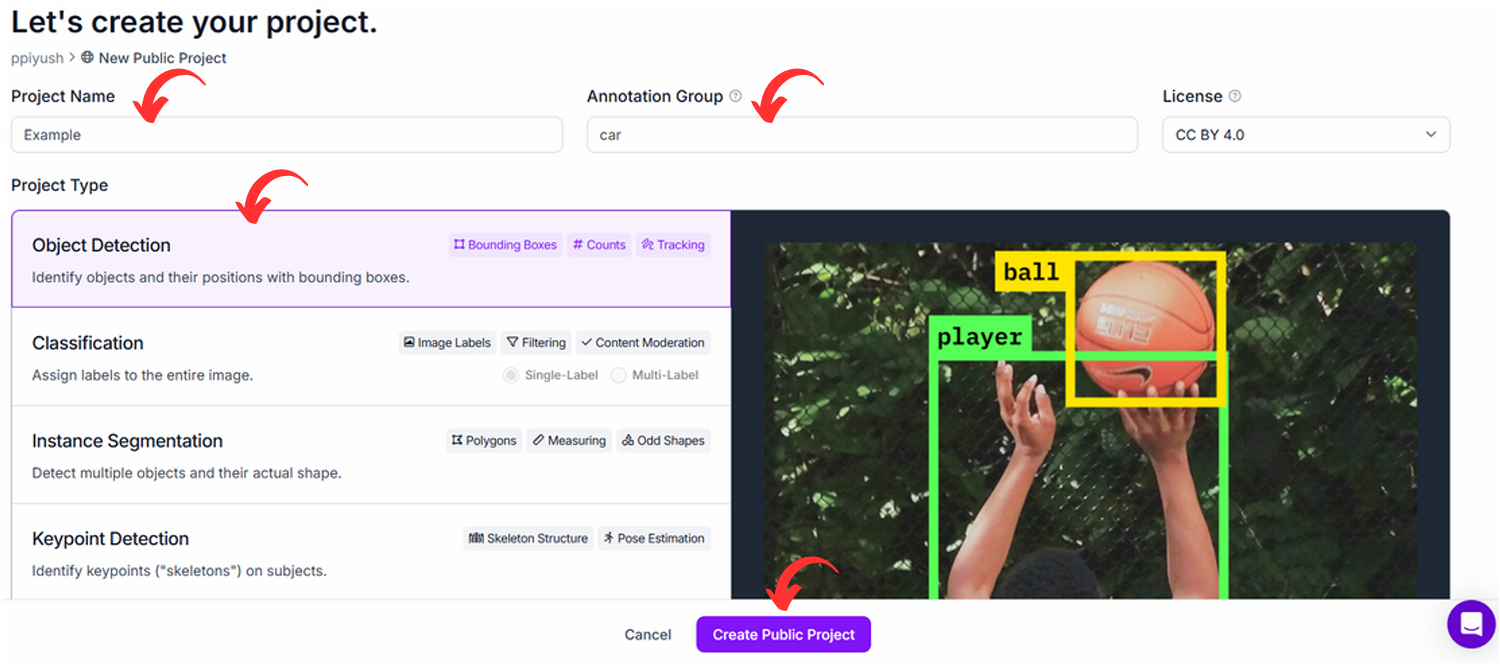 Let's create your project.
ppiyush > New Public Project
Project Name
Annotation Group
License
Example
car
CC BY 4.0
Project Type
Object Detection
Bounding Boxes
# Counts
Tracking
Identify objects and their positions with bounding boxes.
Classification
Image Labels
Filtering
Content Moderation
Assign labels to the entire image.
Single-Label
Multi-Label
Instance Segmentation
Polygons
Measuring
Odd Shapes
Detect multiple objects and their actual shape.
Keypoint Detection
Skeleton Structure
Pose Estimation
Identify keypoints ("skeletons") on subjects.
ball
ELITE
player
Cancel
Create Public Project